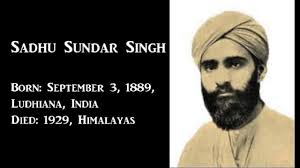 Sadhu Sundar Singh
Born: September 3, 1889,
Ludhiana, India
Died: 1929, Himalayas